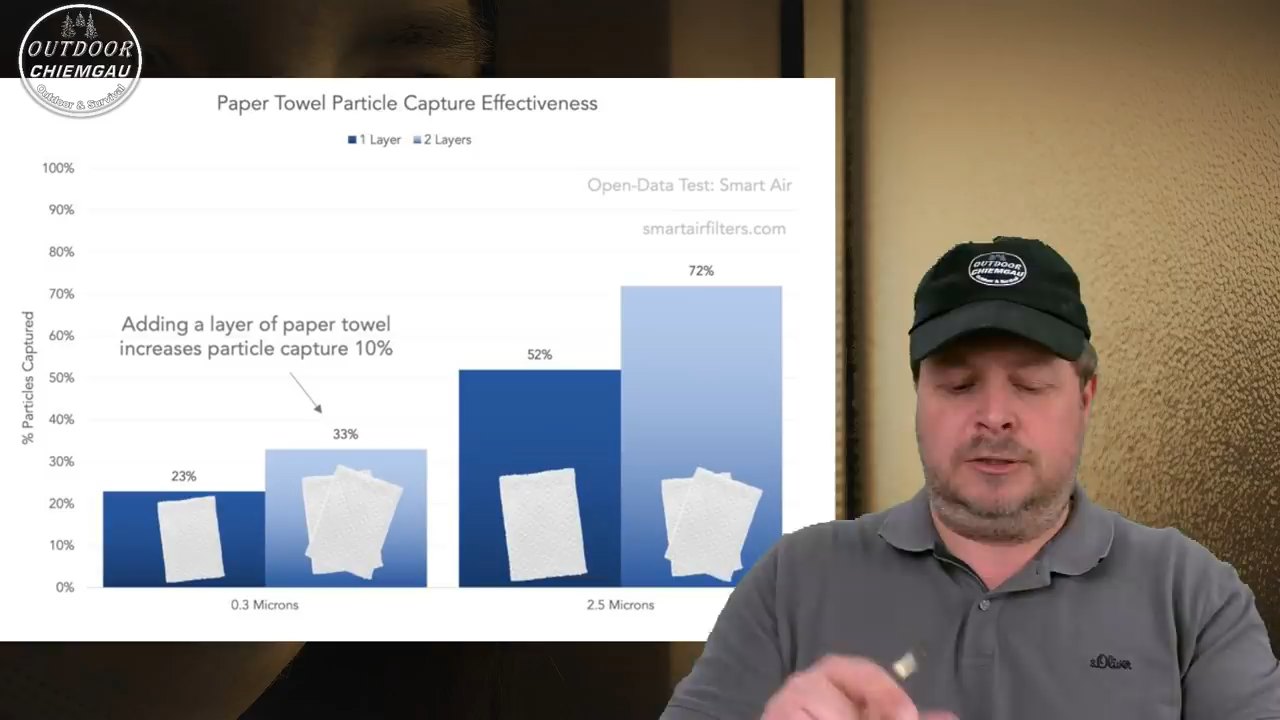 OUTDOOR
CHIEMGAU
Outdoor & Survival
Paper Towel Particle Capture Effectiveness
1 Layer 2 Layers
100%
90%
80%
70%
60%
50%
40%
30%
20%
10%
0%
% Particles Captured
Open-Data Test: Smart Air
smartairfilters.com
Adding a layer of paper towel
increases particle capture 10%
23%
33%
52%
72%
0.3 Microns
2.5 Microns
OUTDOOR
CHIEMGAU
s.Oliver